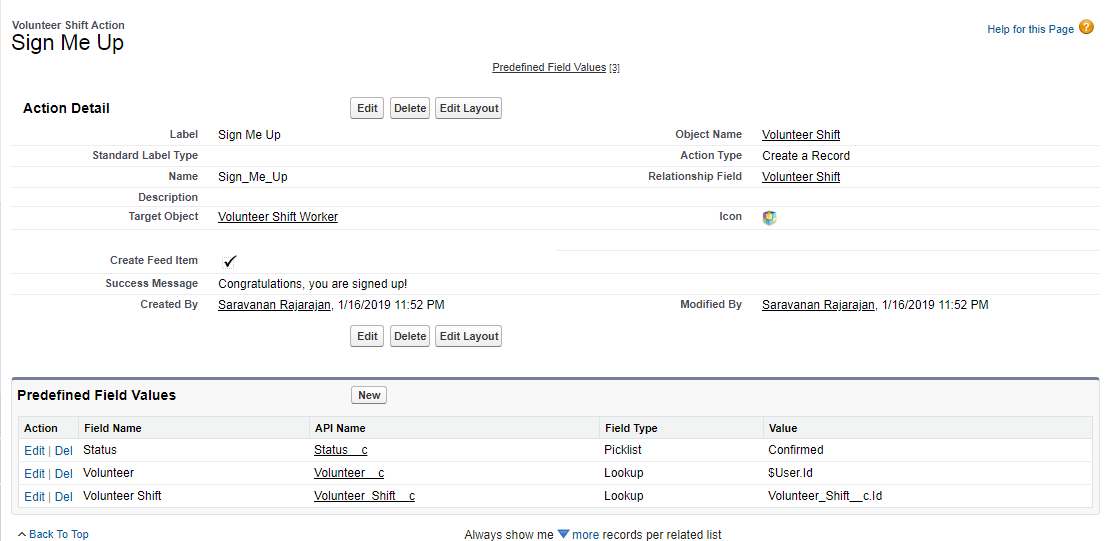 Volunteer Shift Action
Sign Me Up
Help for this Page ?
Predefined Field Values [3]
Action Detail Edit Delete Edit Layout
Label Sign Me Up Object Name Volunteer Shift
Standard Label Type Action Type Create a Record
Name Sign_Me_Up Relationship Field Volunteer Shift
Description
Target Object Volunteer Shift Worker Icon
Create Feed Item
Success Message Congratulations, you are signed up!
Created By Saravanan Rajarajan, 1/16/2019 11:52 PM Modified By Saravanan Rajarajan, 1/16/2019 11:52 PM
Edit Delete Edit Layout
Predefined Field Values New
Action Field Name API Name Field Type Value
Edit | Del Status Status__c Picklist Confirmed
Edit | Del Volunteer Volunteer__c Lookup $User.Id
Edit | Del Volunteer Shift Volunteer_Shift__c Lookup Volunteer_Shift__c.Id
Back To Top Always show me more records per related list